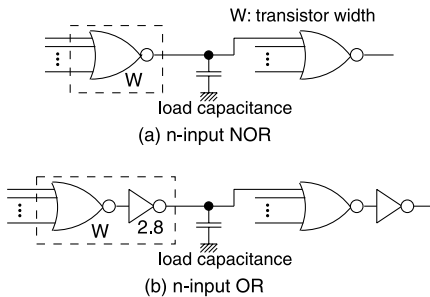 W: transistor width
W
load capacitance
(a) n-input NOR
W
2.8
load capacitance
(b) n-input OR